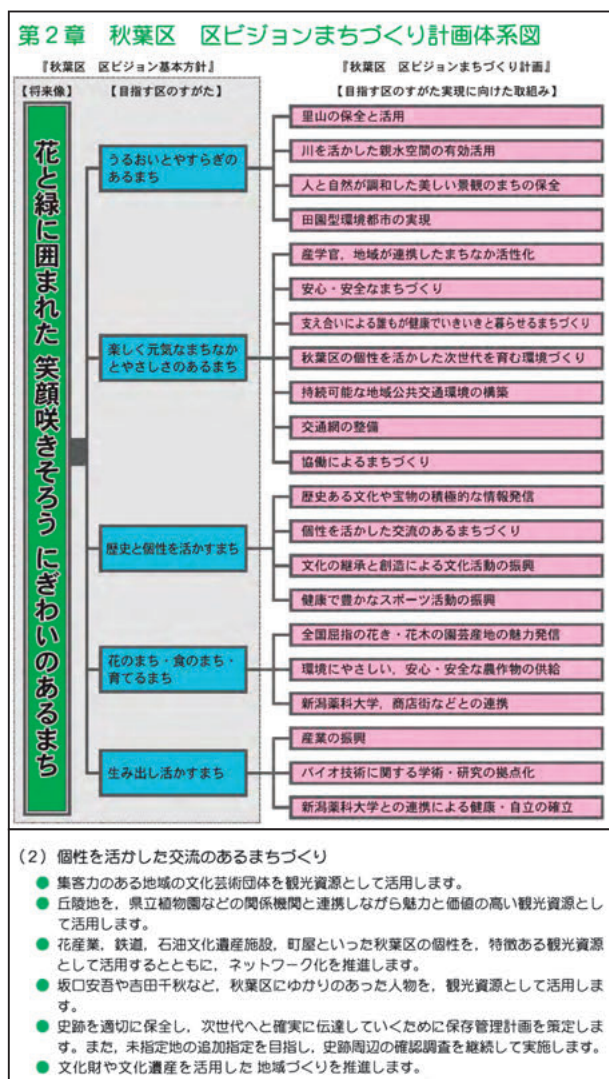 第2章 秋葉区 区ビジョンまちづくり計画体系図
『秋葉区 区ビジョン基本方針』
『秋葉区 区ビジョンまちづくり計画』
【将来像】
【目指す区のすがた】
【目指す区のすがた実現に向けた取組み】
花と緑に囲まれた 笑顔咲きそろう にぎわいのあるまち
うるおいとやすらぎの
あるまち
里山の保全と活用
川を活かした親水空間の有効活用
人と自然が調和した美しい景観のまちの保全
田園型環境都市の実現
楽しく元気なまちなか
とやさしさのあるまち
産学官，地域が連携したまちなか活性化
安心・安全なまちづくり
支え合いによる誰もが健康でいきいきと暮らせるまちづくり
秋葉区の個性を活かした次世代を育む環境づくり
持続可能な地域公共交通環境の構築
交通網の整備
協働によるまちづくり
歴史と個性を活かすまち
歴史ある文化や宝物の積極的な情報発信
個性を活かした交流のあるまちづくり
文化の継承と創造による文化活動の振興
健康で豊かなスポーツ活動の振興
花のまち・食のまち・
育てるまち
全国屈指の花き・花木の園芸産地の魅力発信
環境にやさしい，安心・安全な農作物の供給
新潟薬科大学，商店街などとの連携
生み出し活かすまち
産業の振興
バイオ技術に関する学術・研究の拠点化
新潟薬科大学との連携による健康・自立の確立
（2）個性を活かした交流のあるまちづくり
● 集客力のある地域の文化芸術団体を観光資源として活用します。
● 丘陵地を，県立植物園などの関係機関と連携しながら魅力と価値の高い観光資源とし
て活用します。
● 花産業，鉄道，石油文化遺産施設，町屋といった秋葉区の個性を，特徴ある観光資源
として活用するとともに，ネットワーク化を推進します。
● 坂口安吾や吉田千秋など，秋葉区にゆかりのあった人物を，観光資源として活用しま
す。
● 史跡を適切に保全し，次世代へと確実に伝達していくために保存管理計画を策定しま
す。また，未指定地の追加指定を目指し，史跡周辺の確認調査を継続して実施します。
● 文化財や文化遺産を活用した 地域づくりを推進します。